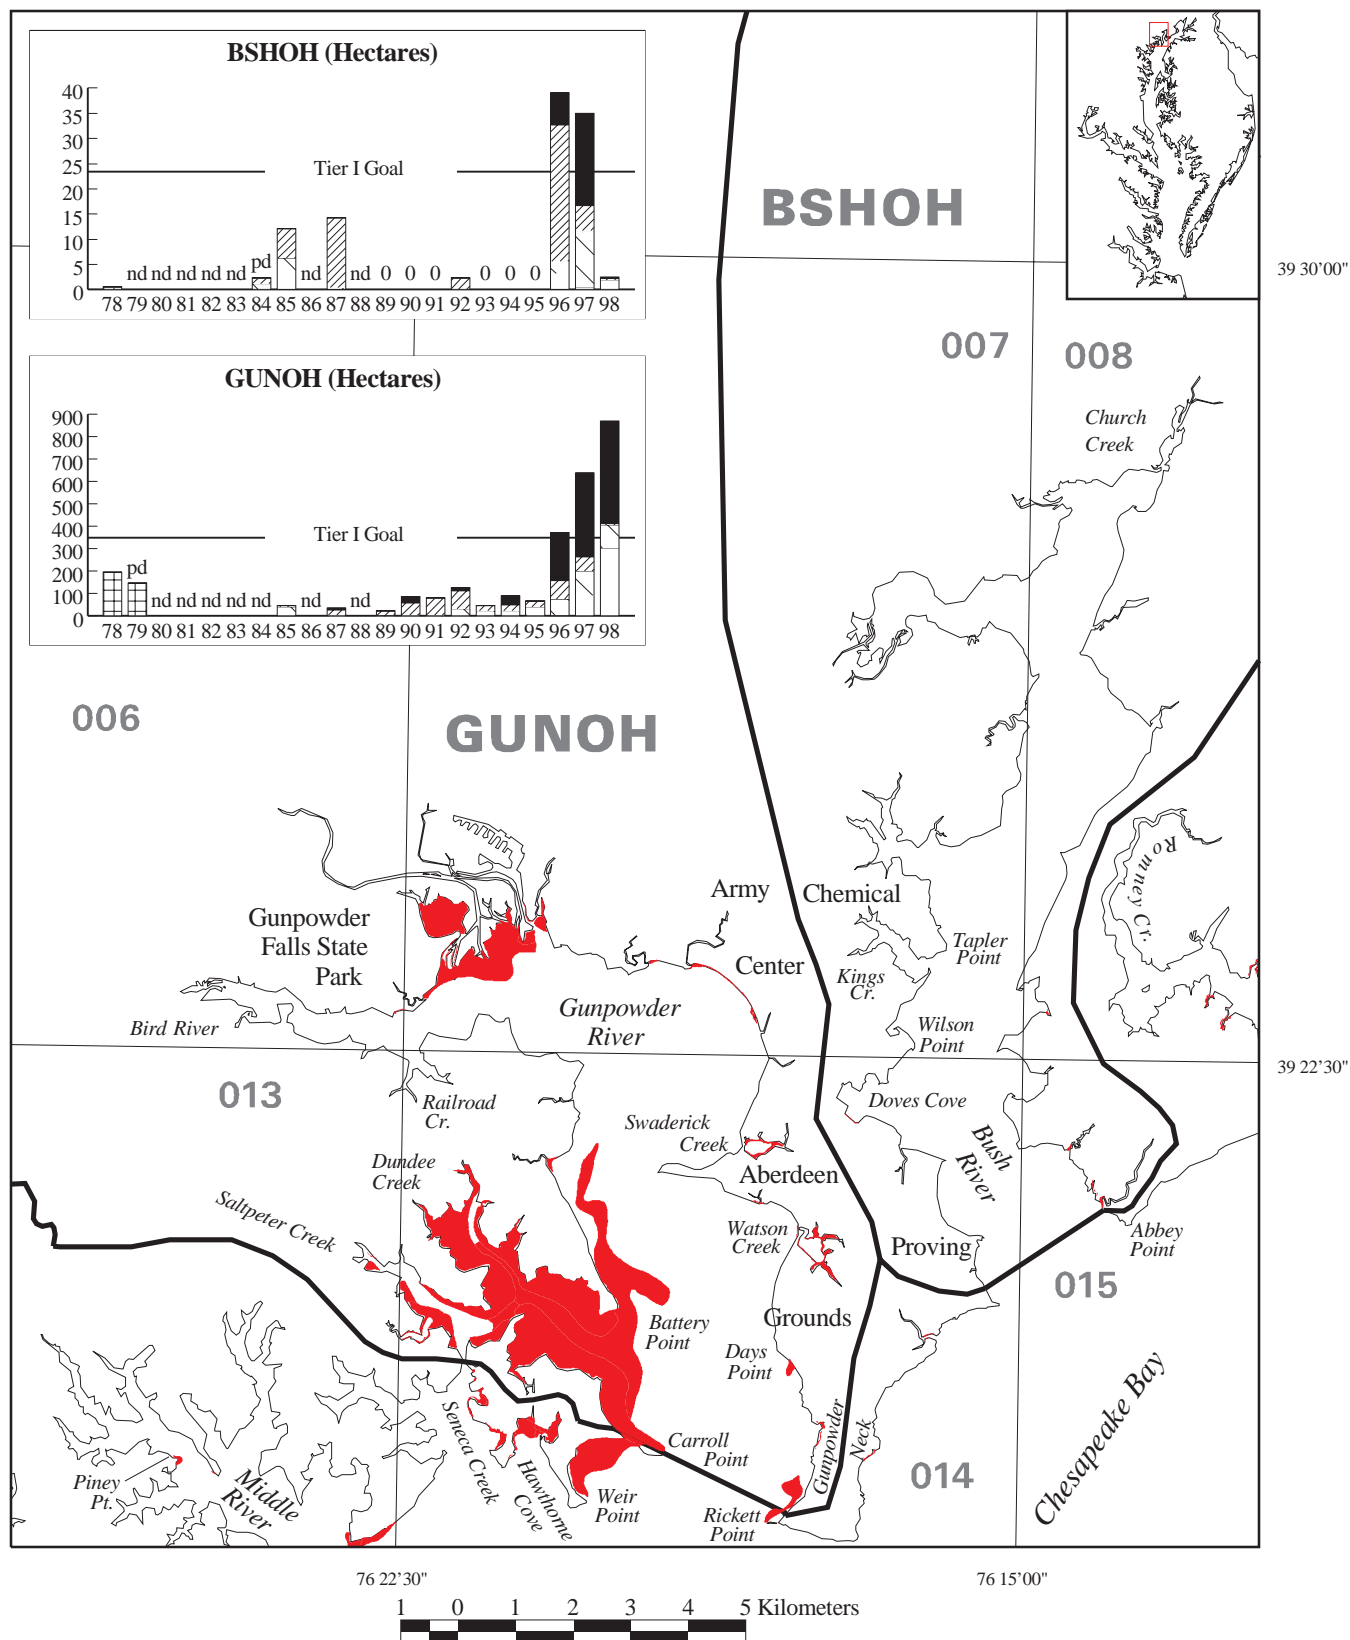 BSHOH (Hectares)
40
35
30
25
20
15
10
5
0
Tier I Goal
nd nd nd nd nd pd nd nd 0 0 0 0 0 0
78 79 80 81 82 83 84 85 86 87 88 89 90 91 92 93 94 95 96 97 98
GUNOH (Hectares)
900
800
700
600
500
400
300
200
100
0
Tier I Goal
pd
nd nd nd nd nd nd nd
78 79 80 81 82 83 84 85 86 87 88 89 90 91 92 93 94 95 96 97 98
BSHOH
39 30'00"
007
008
Church
Creek
006
GUNOH
Romney Cr.
Army
Chemical
Gunpowder
Falls State
Park
Center
Tapler
Point
Kings
Cr.
Gunpowder
River
Bird River
Wilson
Point
39 22'30"
013
Railroad
Cr.
Doves Cove
Swaderick
Creek
Bush
River
Dundee
Creek
Aberdeen
Saltpeter Creek
Watson
Creek
Proving
Abbey
Point
015
Battery
Point
Grounds
Days
Point
Chesapeake Bay
Seneca Creek
Hawthorne
Cove
Carroll
Point
Gunpowder
Neck
014
Piney
Pt.
Middle
River
Weir
Point
Rickett
Point
76 22'30"
76 15'00"
1 0 1 2 3 4 5 Kilometers